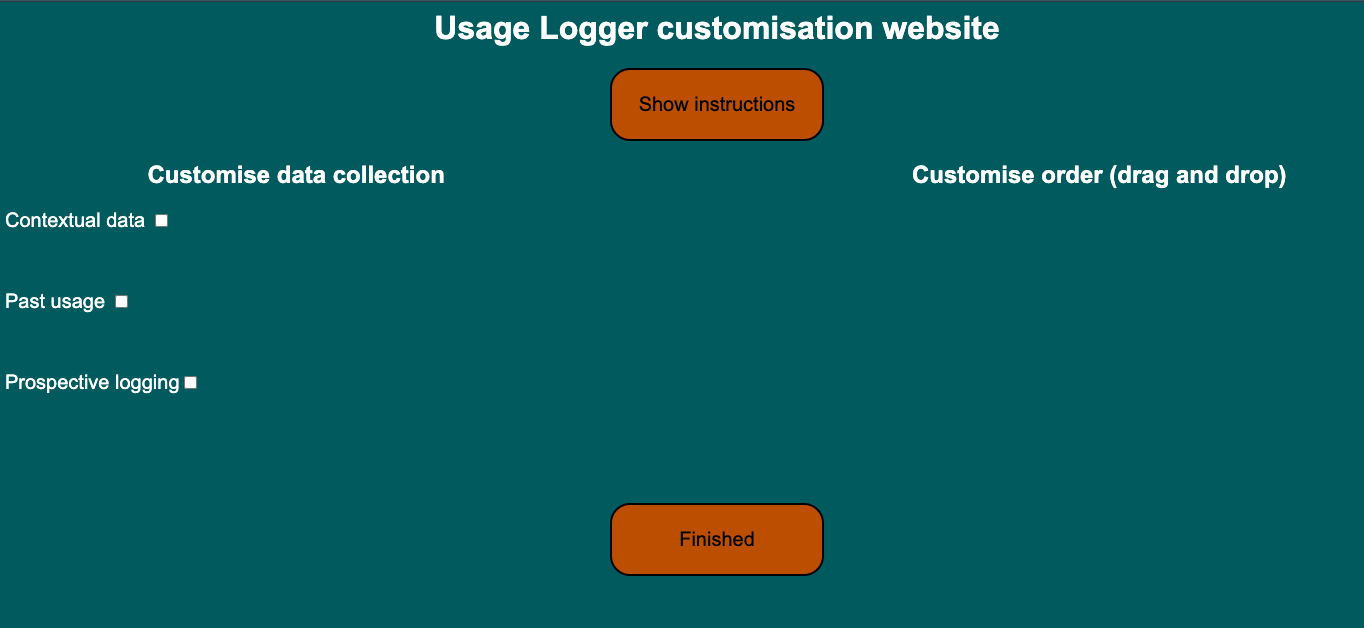 Usage Logger customisation website
Show instructions
Customise data collection
Customise order (drag and drop)
Contextual data
Past usage
Prospective logging
Finished